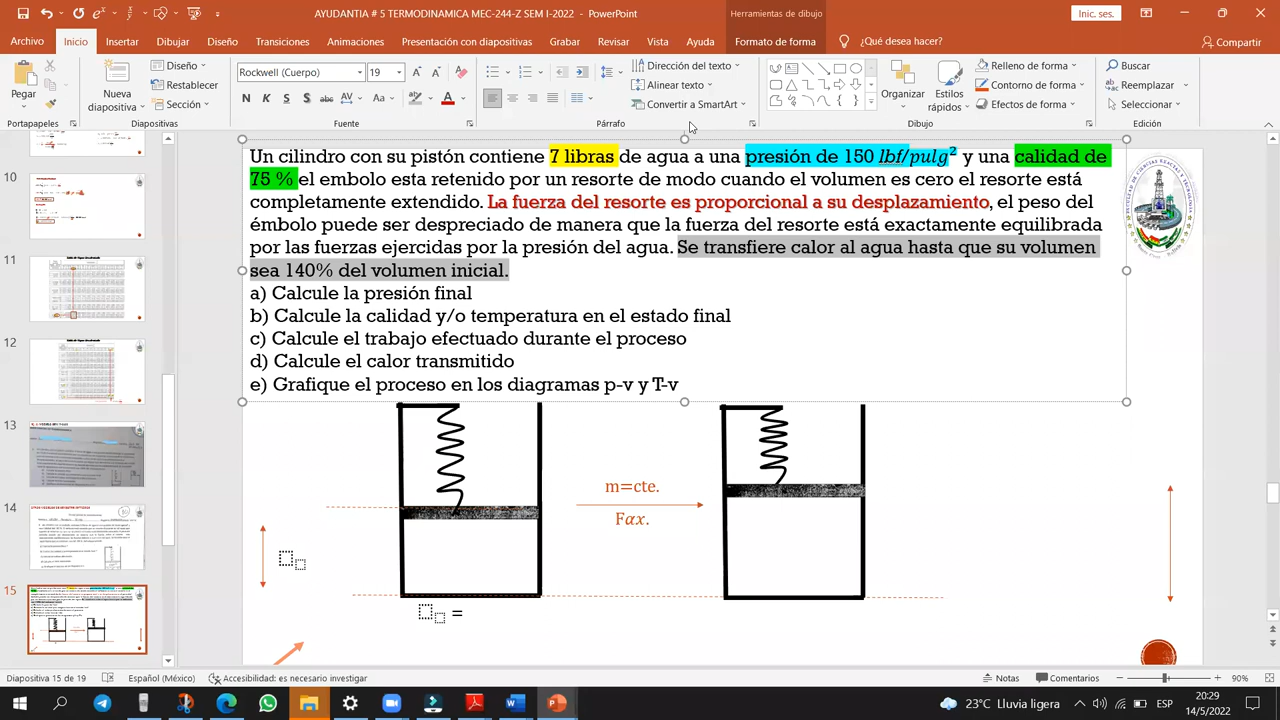 AYUDANTIA # 5 TERMODINAMICA MEC-244-Z SEM I-2022 - PowerPoint
Herramientas de dibujo
Inic. ses.
Archivo Inicio Insertar Dibujar Diseño Transiciones Animaciones Presentación con diapositivas Grabar Revisar Vista Ayuda Formato de forma ¿Qué desea hacer? Compartir
Pegar
Portapapeles
Nueva diapositiva
Diseño
Restablecer
Sección
Diapositivas
Rockwell (Cuerpo) 19
N K S S abc AV Aa
Fuente
Dirección del texto
Alinear texto
Convertir a SmartArt
Párrafo
Organizar
Estilos rápidos
Relleno de forma
Contorno de forma
Efectos de forma
Dibujo
Buscar
Reemplazar
Seleccionar
Edición
10
11
12
13
14
15
Un cilindro con su pistón contiene 7 libras de agua a una presión de 150 lbf/pulg² y una calidad de
75 % el embolo esta retenido por un resorte de modo cuando el volumen es cero el resorte está
completamente extendido. La fuerza del resorte es proporcional a su desplazamiento, el peso del
émbolo puede ser despreciado de manera que la fuerza del resorte está exactamente equilibrada
por las fuerzas ejercidas por la presión del agua. Se transfiere calor al agua hasta que su volumen
sea 140% del volumen inicial.
a) Calcule la presión final
b) Calcule la calidad y/o temperatura en el estado final
c) Calcule el trabajo efectuado durante el proceso
d) Calcule el calor transmitido
e) Grafique el proceso en los diagramas p-v y T-v
m=cte.
Fαx.
=
Diapositiva 15 de 19 Español (México) Accesibilidad: es necesario investigar Notas Comentarios 90%
23°C Lluvia ligera ESP 20:29
14/5/2022